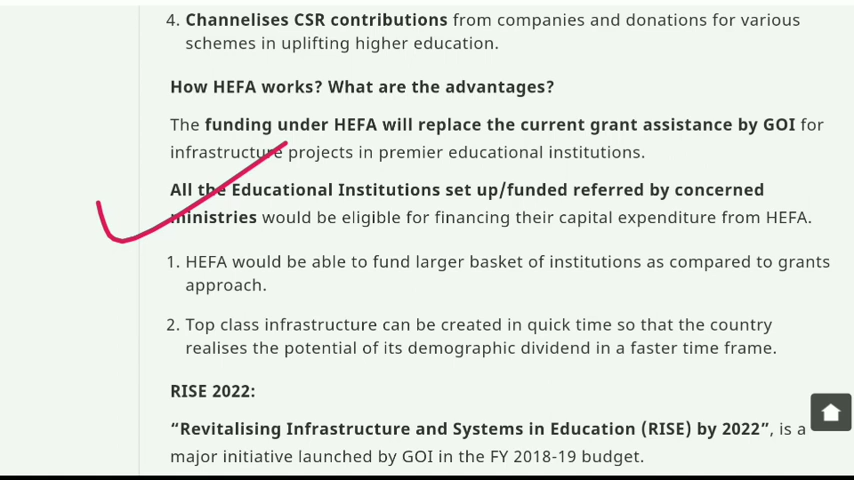 4. Channelises CSR contributions from companies and donations for various
schemes in uplifting higher education.
How HEFA works? What are the advantages?
The funding under HEFA will replace the current grant assistance by GOI for
infrastructure projects in premier educational institutions.
All the Educational Institutions set up/funded referred by concerned
ministries would be eligible for financing their capital expenditure from HEFA.
1. HEFA would be able to fund larger basket of institutions as compared to grants
approach.
2. Top class infrastructure can be created in quick time so that the country
realises the potential of its demographic dividend in a faster time frame.
RISE 2022:
“Revitalising Infrastructure and Systems in Education (RISE) by 2022”, is a
major initiative launched by GOI in the FY 2018-19 budget.